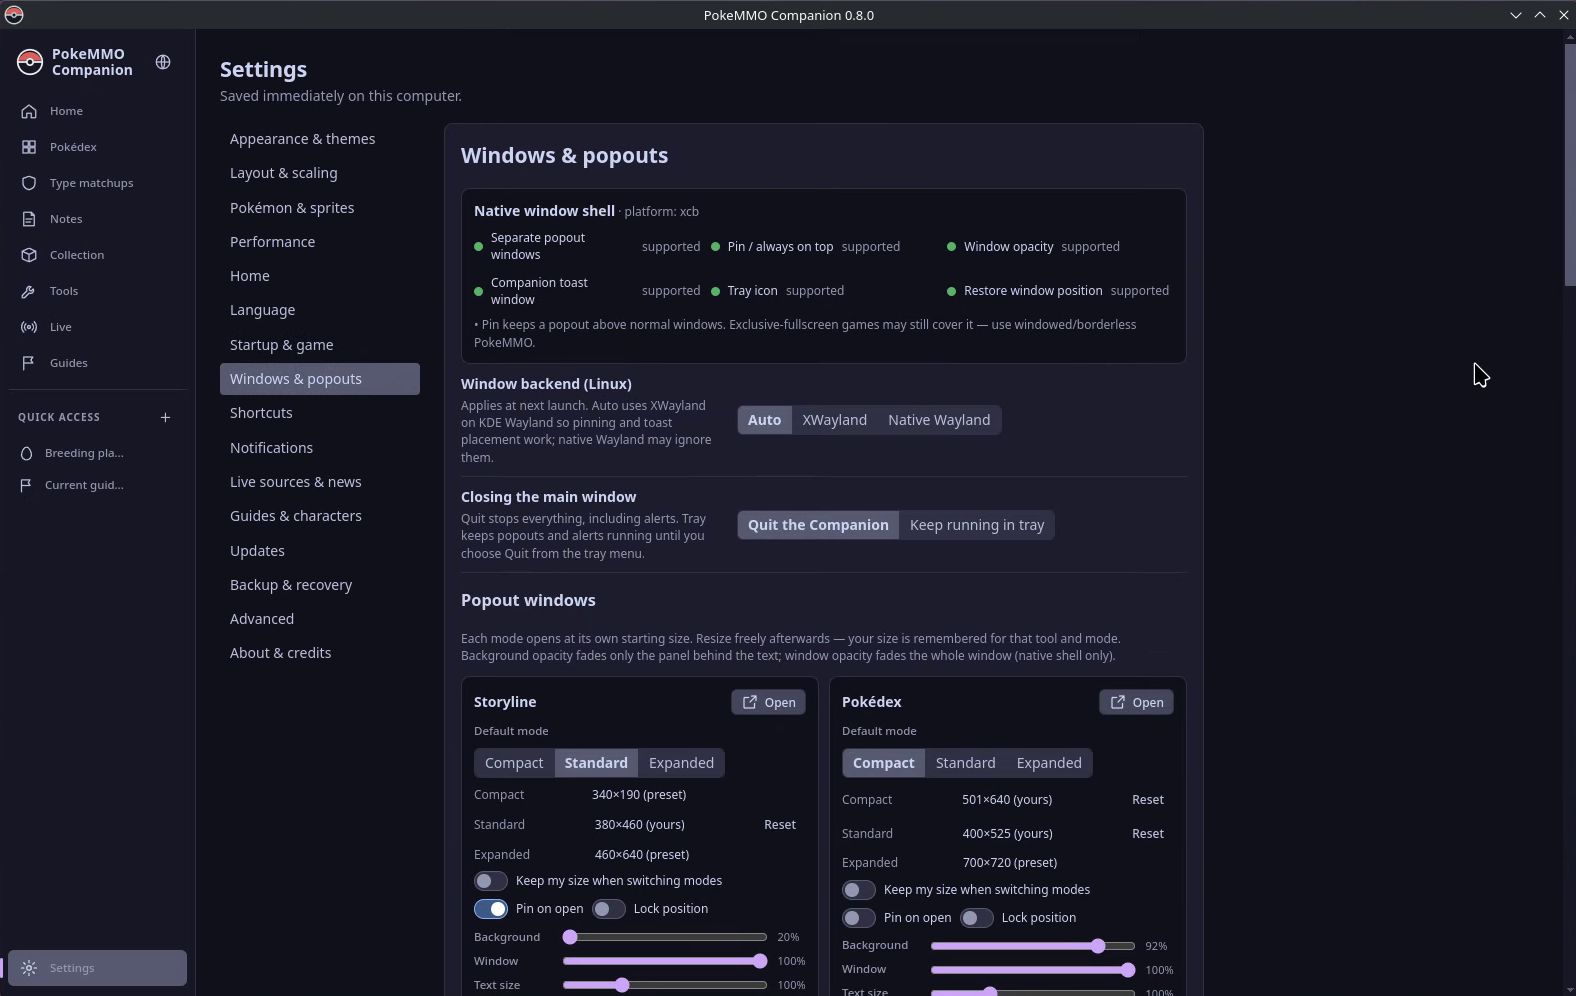 PokeMMO Companion 0.8.0
PokeMMO
Companion
Home
Pokédex
Type matchups
Notes
Collection
Tools
Live
Guides
QUICK ACCESS
Breeding pla...
Current guid...
Settings
Settings
Saved immediately on this computer.
Appearance & themes
Layout & scaling
Pokémon & sprites
Performance
Home
Language
Startup & game
Windows & popouts
Shortcuts
Notifications
Live sources & news
Guides & characters
Updates
Backup & recovery
Advanced
About & credits
Windows & popouts
Native window shell · platform: xcb
Separate popout
windows
supported
Pin / always on top supported
Window opacity supported
Companion toast
window
supported
Tray icon supported
Restore window position supported
• Pin keeps a popout above normal windows. Exclusive-fullscreen games may still cover it — use windowed/borderless
PokeMMO.
Window backend (Linux)
Applies at next launch. Auto uses XWayland
on KDE Wayland so pinning and toast
placement work; native Wayland may ignore
them.
Auto XWayland Native Wayland
Closing the main window
Quit stops everything, including alerts. Tray
keeps popouts and alerts running until you
choose Quit from the tray menu.
Quit the Companion Keep running in tray
Popout windows
Each mode opens at its own starting size. Resize freely afterwards — your size is remembered for that tool and mode.
Background opacity fades only the panel behind the text; window opacity fades the whole window (native shell only).
Storyline Open
Default mode
Compact Standard Expanded
Compact 340×190 (preset)
Standard 380×460 (yours) Reset
Expanded 460×640 (preset)
Keep my size when switching modes
Pin on open Lock position
Background 20%
Window 100%
Text size 100%
Pokédex Open
Default mode
Compact Standard Expanded
Compact 501×640 (yours) Reset
Standard 400×525 (yours) Reset
Expanded 700×720 (preset)
Keep my size when switching modes
Pin on open Lock position
Background 92%
Window 100%
Text size 100%